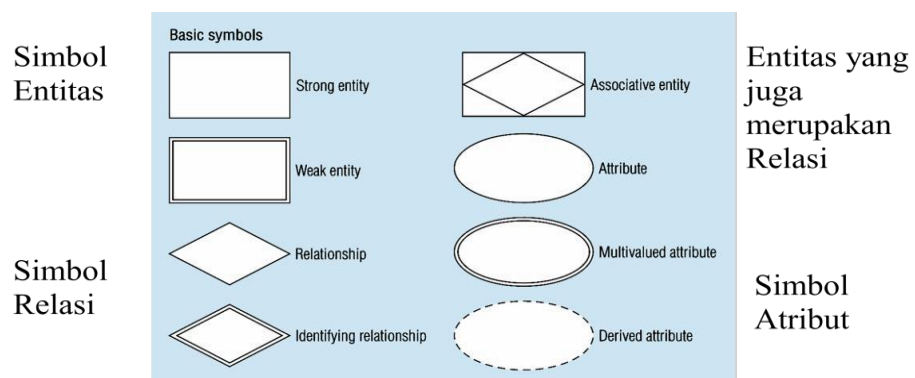 Simbol
Entitas
Simbol
Relasi
Basic symbols
Strong entity
Associative entity
Weak entity
Attribute
Relationship
Multivalued attribute
Identifying relationship
Derived attribute
Entitas yang
juga
merupakan
Relasi
Simbol
Atribut